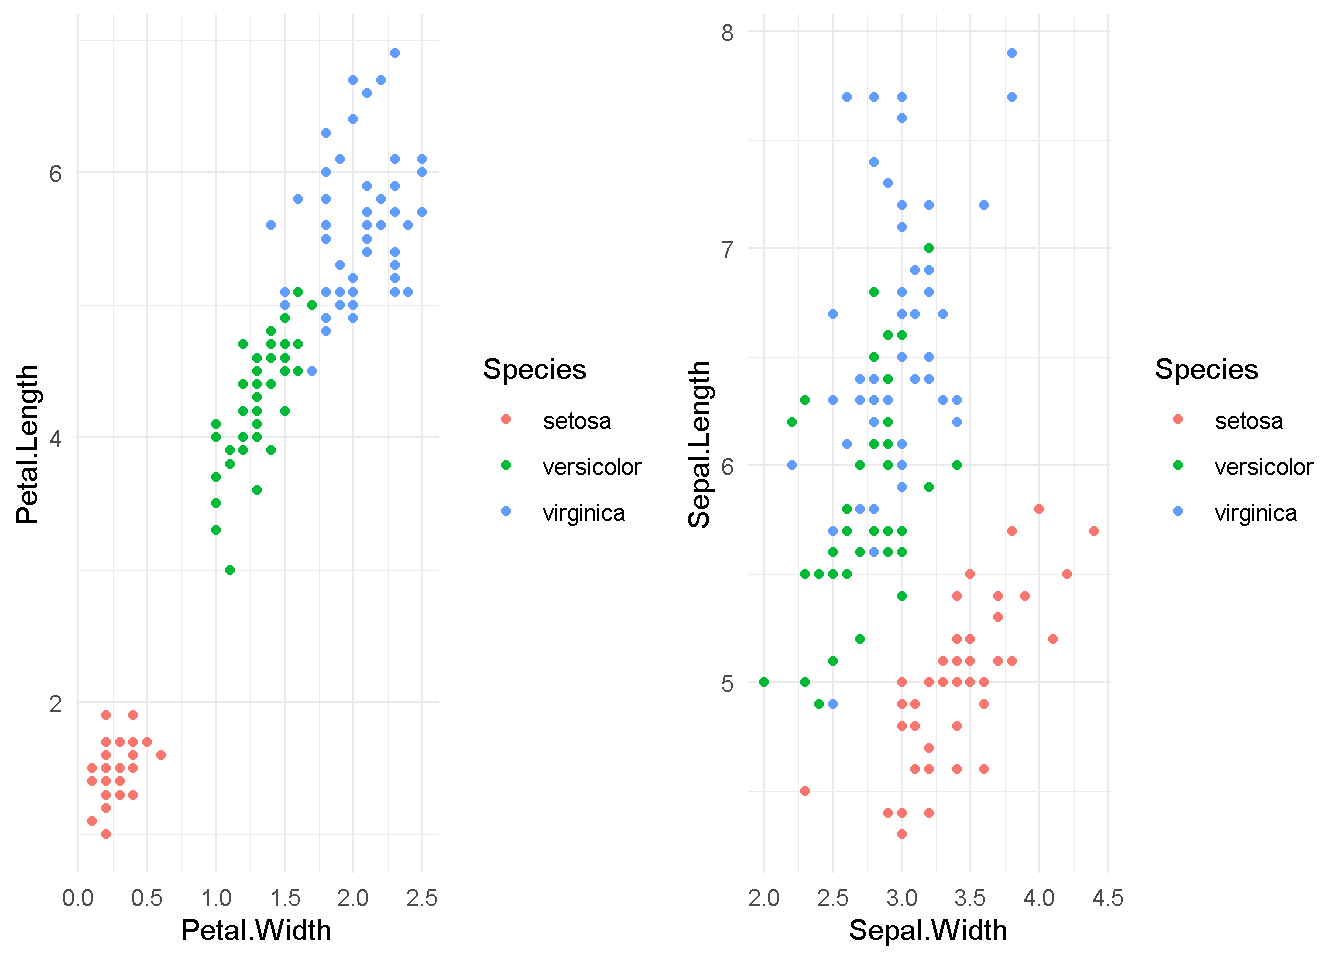 6
4
2
0.0 0.5 1.0 1.5 2.0 2.5
Petal.Width
Petal.Length
Species
setosa
versicolor
virginica
8
7
6
5
2.0 2.5 3.0 3.5 4.0 4.5
Sepal.Width
Sepal.Length
Species
setosa
versicolor
virginica